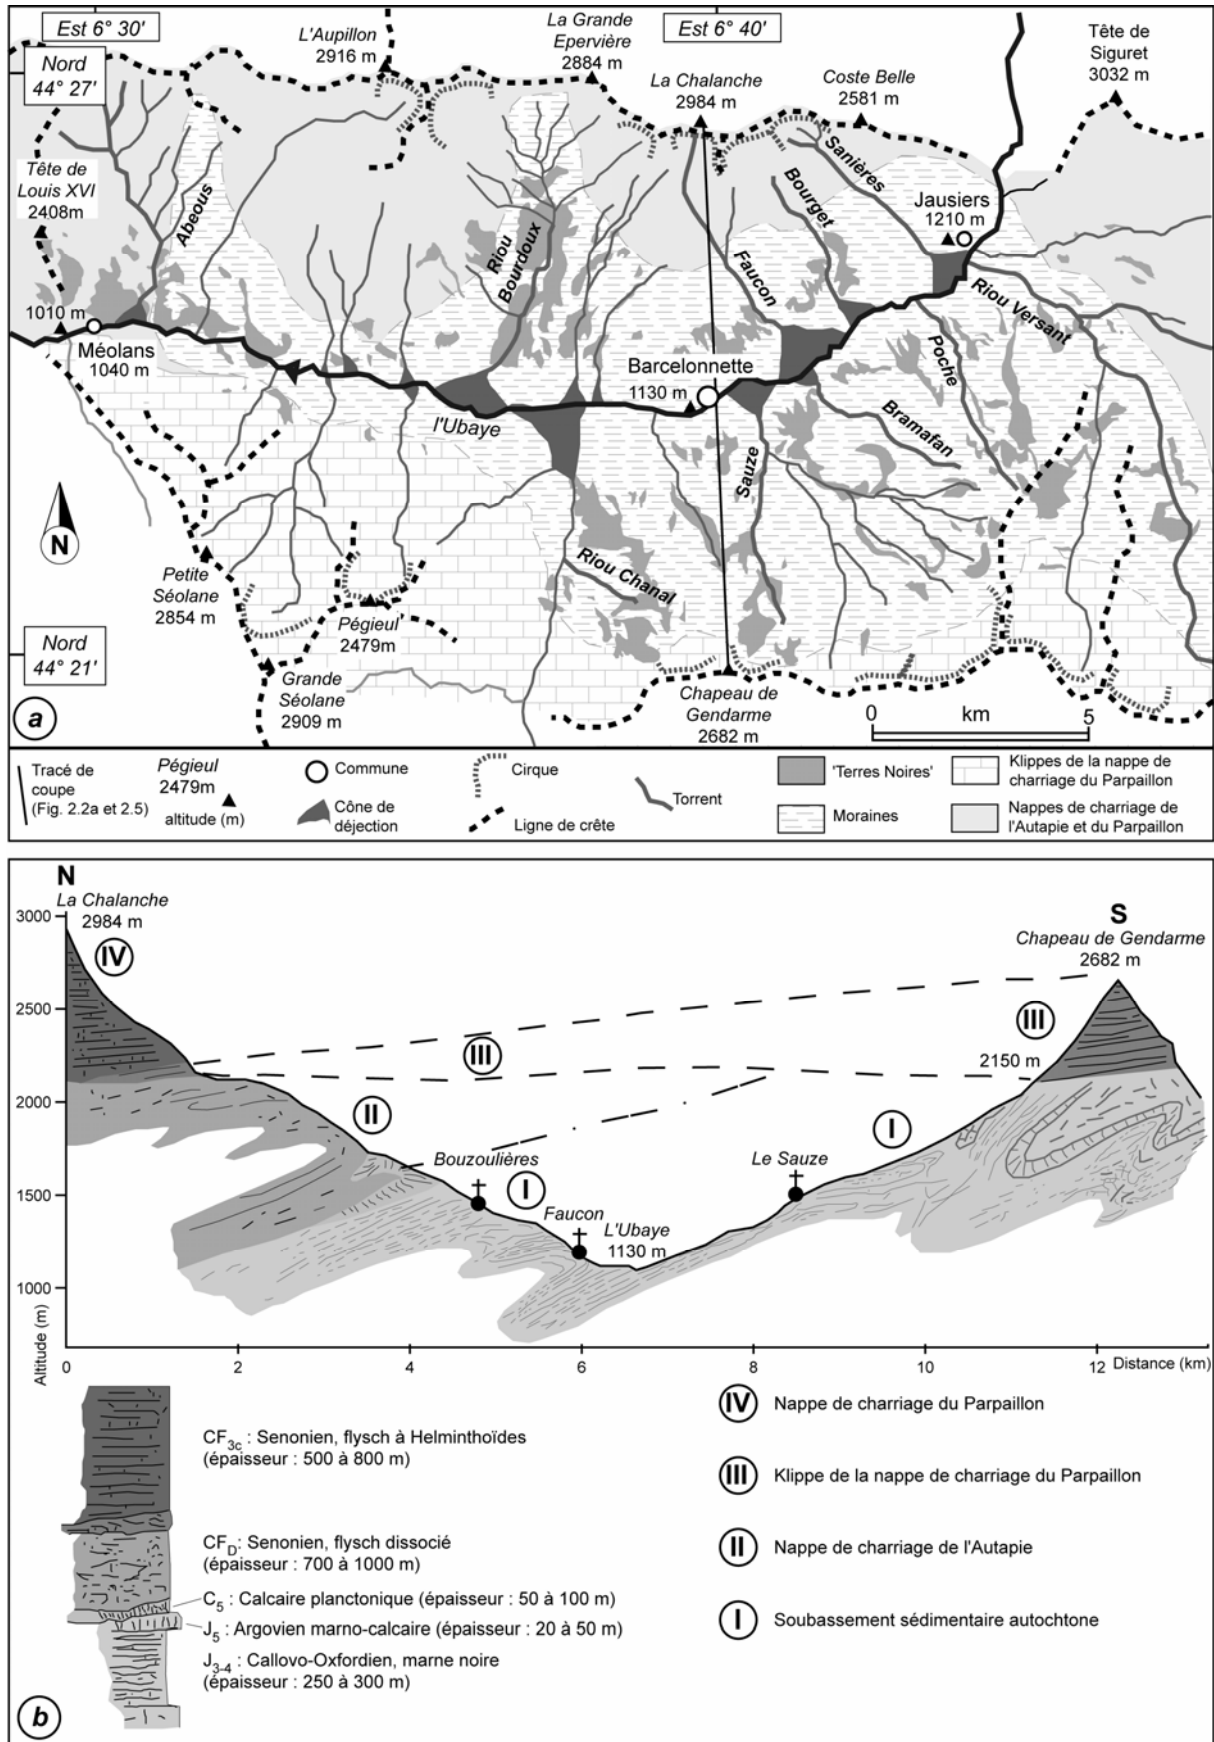 Est 6° 30'
Est 6° 40'
Nord
44° 27'
L'Aupillon
2916 m
La Grande
Epervière
2884 m
La Chalanche
2984 m
Coste Belle
2581 m
Tête de
Siguret
3032 m
Tête de
Louis XVI
2408m
Abeous
Riou
Bourdoux
Faucon
Bourget
Sanières
Jausiers
1210 m
Riou Versant
1010 m
Méolans
1040 m
Barcelonnette
1130 m
Poche
Bramafan
l'Ubaye
Sauze
Riou Chanal
N
Petite
Séolane
2854 m
Pégieul
2479m
Nord
44° 21'
Grande
Séolane
2909 m
Chapeau de
Gendarme
2682 m
0 km 5
a
Tracé de
coupe
(Fig. 2.2a et 2.5)
Pégieul
2479m
altitude (m)
Commune
Cône de
déjection
Cirque
Ligne de crête
Torrent
'Terres Noires'
Moraines
Klippes de la nappe de
charriage du Parpaillon
Nappes de charriage de
l'Autapie et du Parpaillon
N
La Chalanche
2984 m
S
Chapeau de Gendarme
2682 m
3000
2500
2000
1500
1000
Altitude (m)
IV
III
III
2150 m
II
I
I
Bouzoulières
Faucon
L'Ubaye
1130 m
Le Sauze
0 2 4 6 8 10 12 Distance (km)
CF3c : Senonien, flysch à Helminthoïdes
(épaisseur : 500 à 800 m)
CFD: Senonien, flysch dissocié
(épaisseur : 700 à 1000 m)
C5 : Calcaire planctonique (épaisseur : 50 à 100 m)
J5 : Argovien marno-calcaire (épaisseur : 20 à 50 m)
J3-4 : Callovo-Oxfordien, marne noire
(épaisseur : 250 à 300 m)
IV Nappe de charriage du Parpaillon
III Klippe de la nappe de charriage du Parpaillon
II Nappe de charriage de l'Autapie
I Soubassement sédimentaire autochtone
b